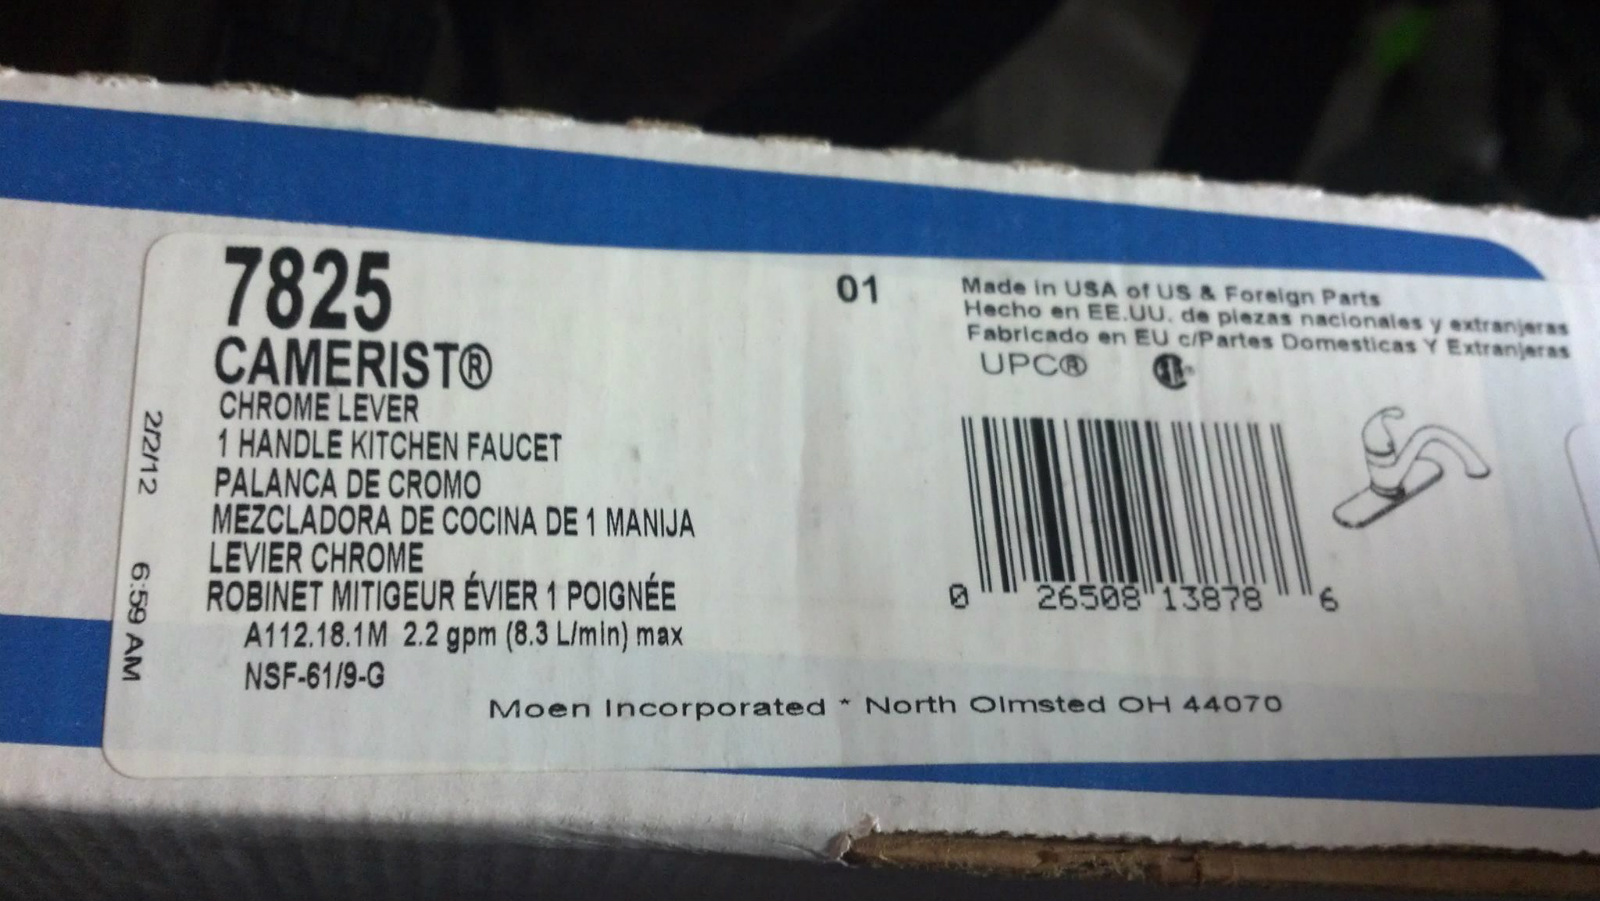 7825
CAMERIST®
CHROME LEVER
1 HANDLE KITCHEN FAUCET
PALANCA DE CROMO
MEZCLADORA DE COCINA DE 1 MANIJA
LEVIER CHROME
ROBINET MITIGEUR ÉVIER 1 POIGNÉE
A112.18.1M 2.2 gpm (8.3 L/min) max
NSF-61/9-G
2/2/12 6:59 AM
01
Made in USA of US & Foreign Parts
Hecho en EE.UU. de piezas nacionales y extranjeras
Fabricado en EU c/Partes Domesticas Y Extranjeras
UPC®
0 26508 13878 6
Moen Incorporated * North Olmsted OH 44070